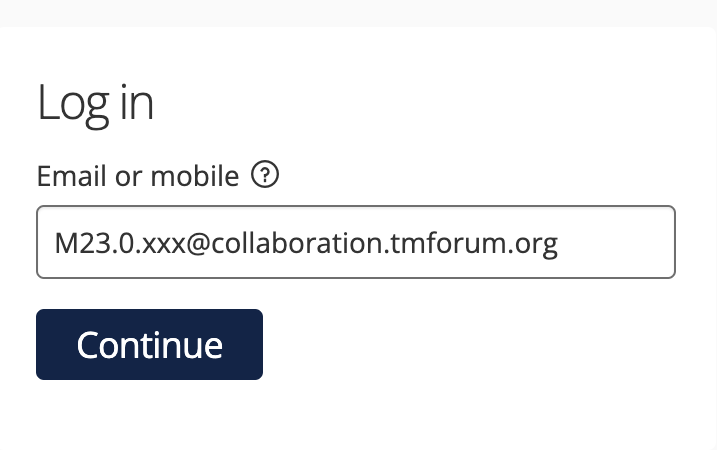 Log in
Email or mobile ?
M23.0.xxx@collaboration.tmforum.org
Continue